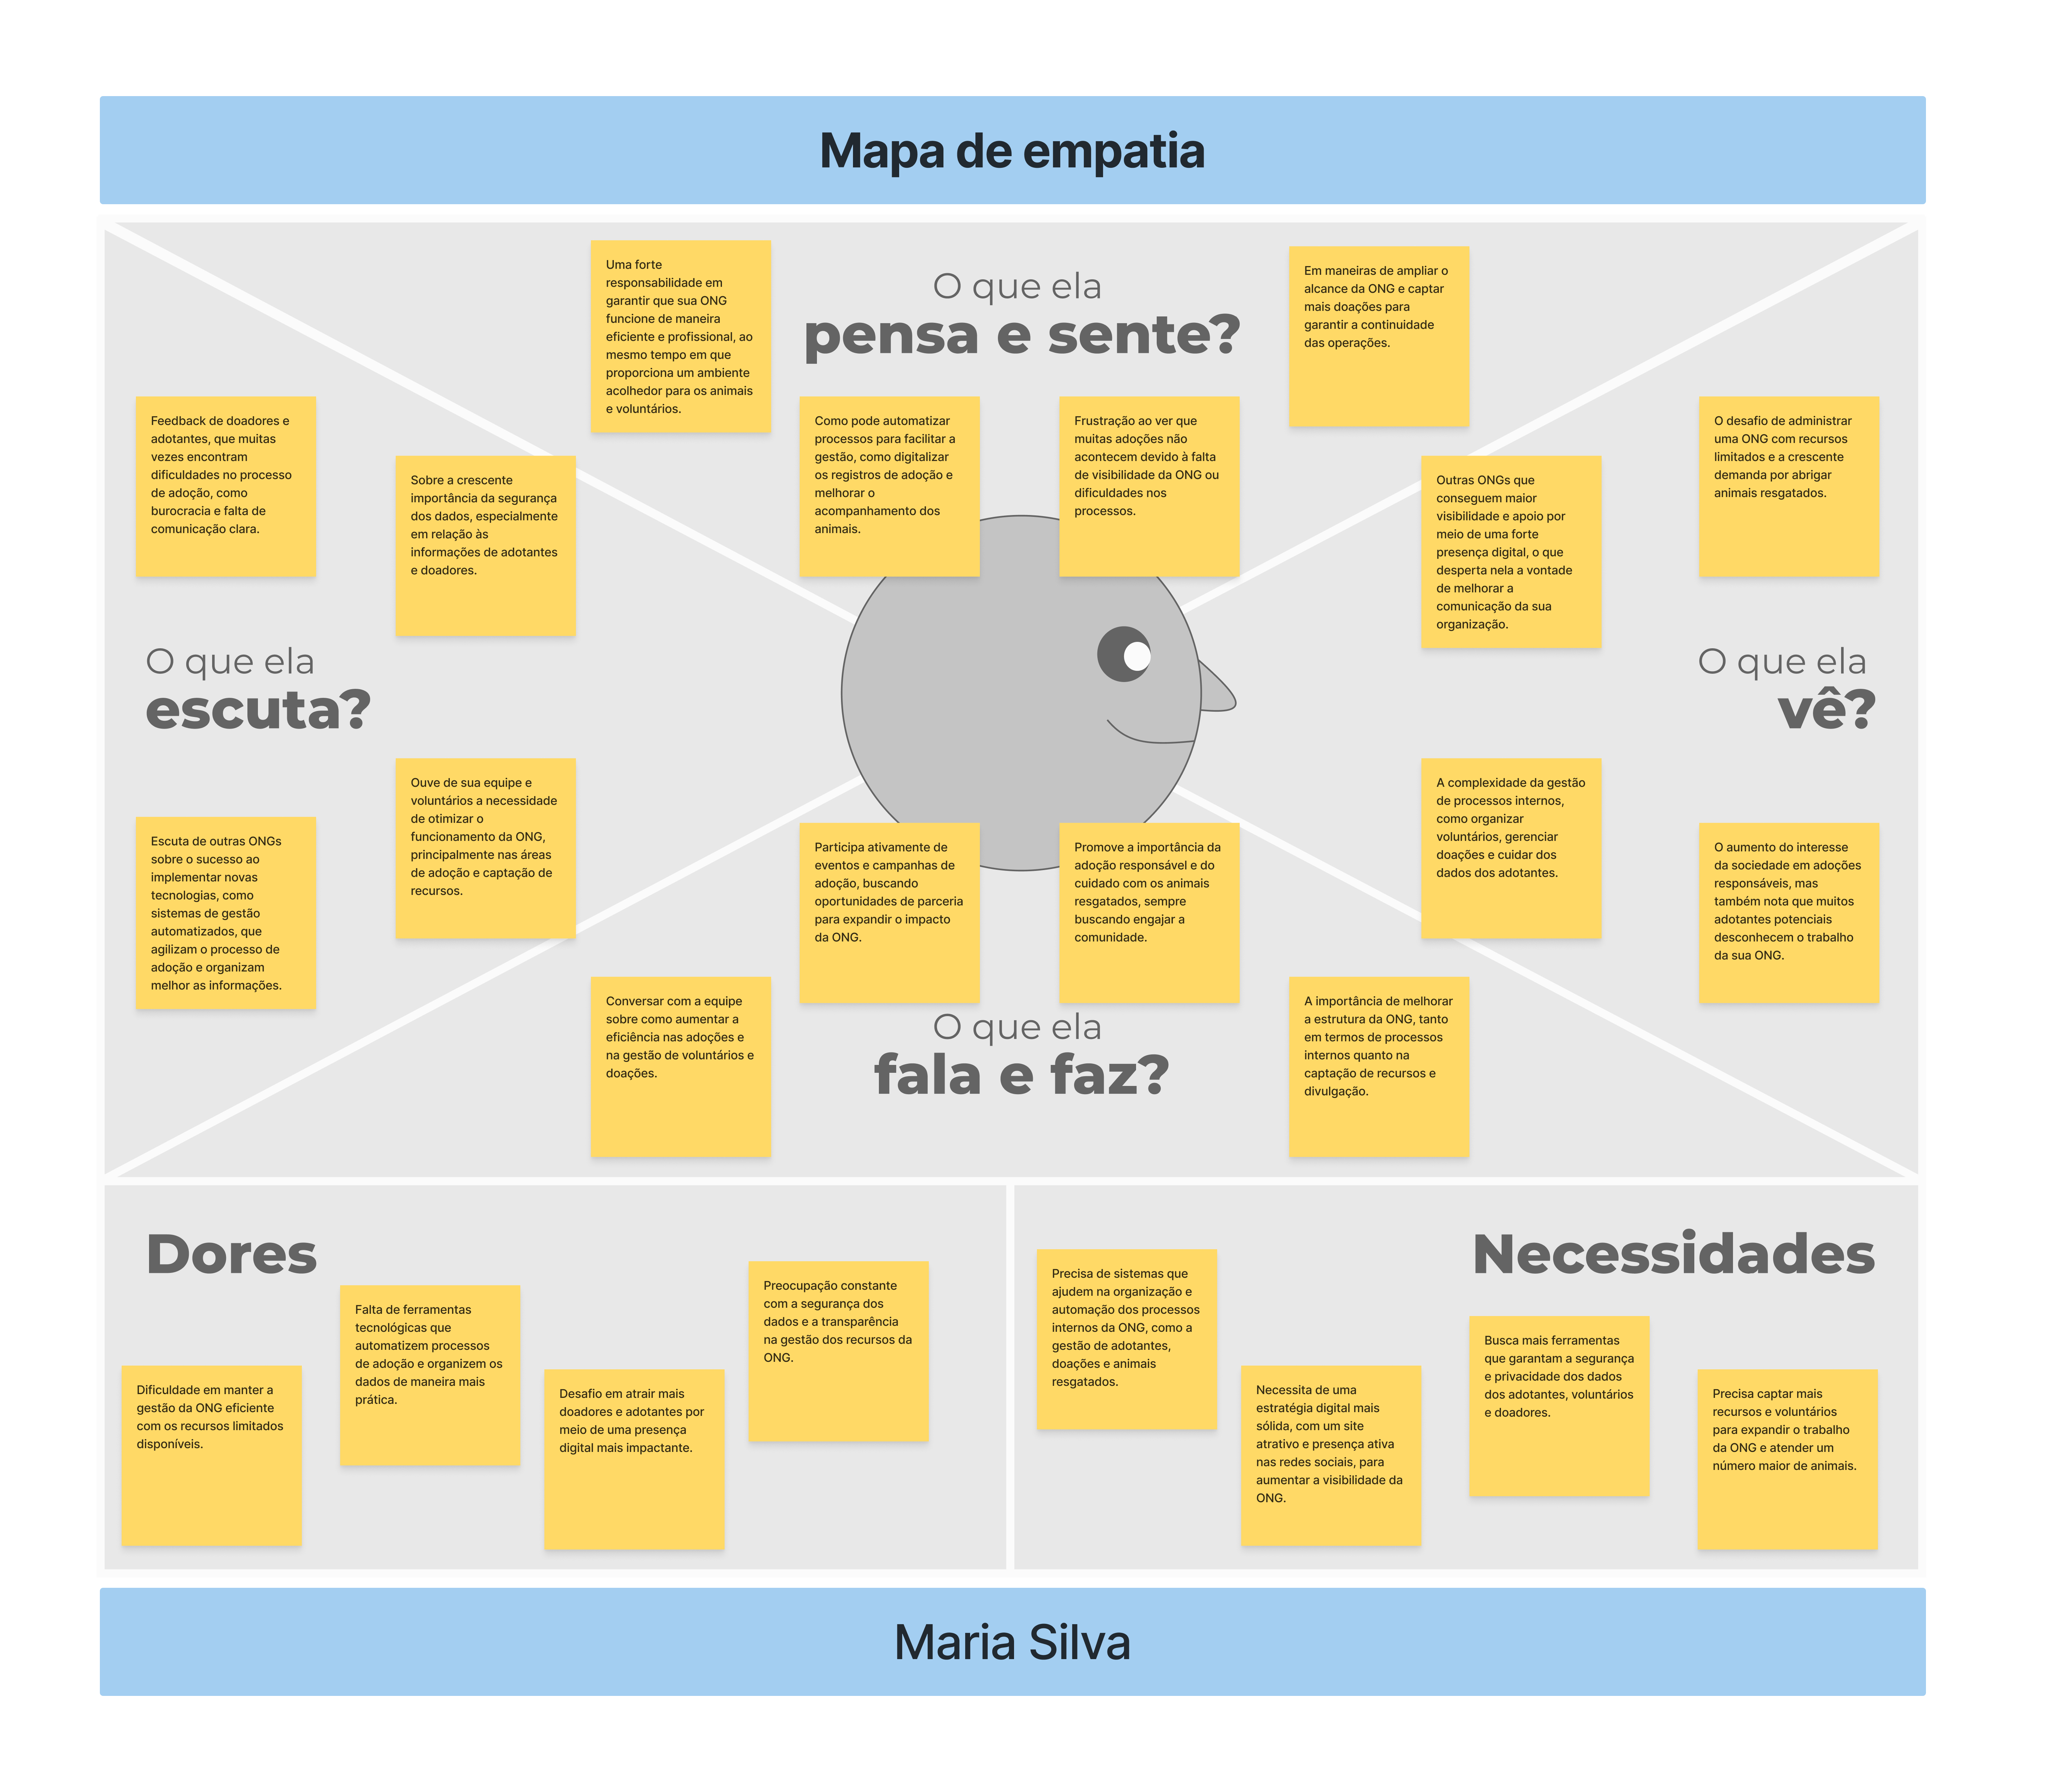 Mapa de empatia
O que ela
pensa e sente?
Uma forte
responsabilidade em
garantir que sua ONG
funcione de maneira
eficiente e profissional, ao
mesmo tempo em que
proporciona um ambiente
acolhedor para os animais
e voluntários.
Como pode automatizar
processos para facilitar a
gestão, como digitalizar
os registros de adoção e
melhorar o
acompanhamento dos
animais.
Frustração ao ver que
muitas adoções não
acontecem devido à falta
de visibilidade da ONG ou
dificuldades nos
processos.
Em maneiras de ampliar o
alcance da ONG e captar
mais doações para
garantir a continuidade
das operações.
Feedback de doadores e
adotantes, que muitas
vezes encontram
dificuldades no processo
de adoção, como
burocracia e falta de
comunicação clara.
Sobre a crescente
importância da segurança
dos dados, especialmente
em relação às
informações de adotantes
e doadores.
O que ela
escuta?
Ouve de sua equipe e
voluntários a necessidade
de otimizar o
funcionamento da ONG,
principalmente nas áreas
de adoção e captação de
recursos.
Escuta de outras ONGs
sobre o sucesso ao
implementar novas
tecnologias, como
sistemas de gestão
automatizados, que
agilizam o processo de
adoção e organizam
melhor as informações.
Outras ONGs que
conseguem maior
visibilidade e apoio por
meio de uma forte
presença digital, o que
desperta nela a vontade
de melhorar a
comunicação da sua
organização.
O desafio de administrar
uma ONG com recursos
limitados e a crescente
demanda por abrigar
animais resgatados.
O que ela
vê?
A complexidade da gestão
de processos internos,
como organizar
voluntários, gerenciar
doações e cuidar dos
dados dos adotantes.
O aumento do interesse
da sociedade em adoções
responsáveis, mas
também nota que muitos
adotantes potenciais
desconhecem o trabalho
da sua ONG.
Participa ativamente de
eventos e campanhas de
adoção, buscando
oportunidades de parceria
para expandir o impacto
da ONG.
Promove a importância da
adoção responsável e do
cuidado com os animais
resgatados, sempre
buscando engajar a
comunidade.
Conversar com a equipe
sobre como aumentar a
eficiência nas adoções e
na gestão de voluntários e
doações.
O que ela
fala e faz?
A importância de melhorar
a estrutura da ONG, tanto
em termos de processos
internos quanto na
captação de recursos e
divulgação.
Dores
Dificuldade em manter a
gestão da ONG eficiente
com os recursos limitados
disponíveis.
Falta de ferramentas
tecnológicas que
automatizem processos
de adoção e organizem os
dados de maneira mais
prática.
Desafio em atrair mais
doadores e adotantes por
meio de uma presença
digital mais impactante.
Preocupação constante
com a segurança dos
dados e a transparência
na gestão dos recursos da
ONG.
Necessidades
Precisa de sistemas que
ajudem na organização e
automação dos processos
internos da ONG, como a
gestão de adotantes,
doações e animais
resgatados.
Necessita de uma
estratégia digital mais
sólida, com um site
atrativo e presença ativa
nas redes sociais, para
aumentar a visibilidade da
ONG.
Busca mais ferramentas
que garantam a segurança
e privacidade dos dados
dos adotantes, voluntários
e doadores.
Precisa captar mais
recursos e voluntários
para expandir o trabalho
da ONG e atender um
número maior de animais.
Maria Silva